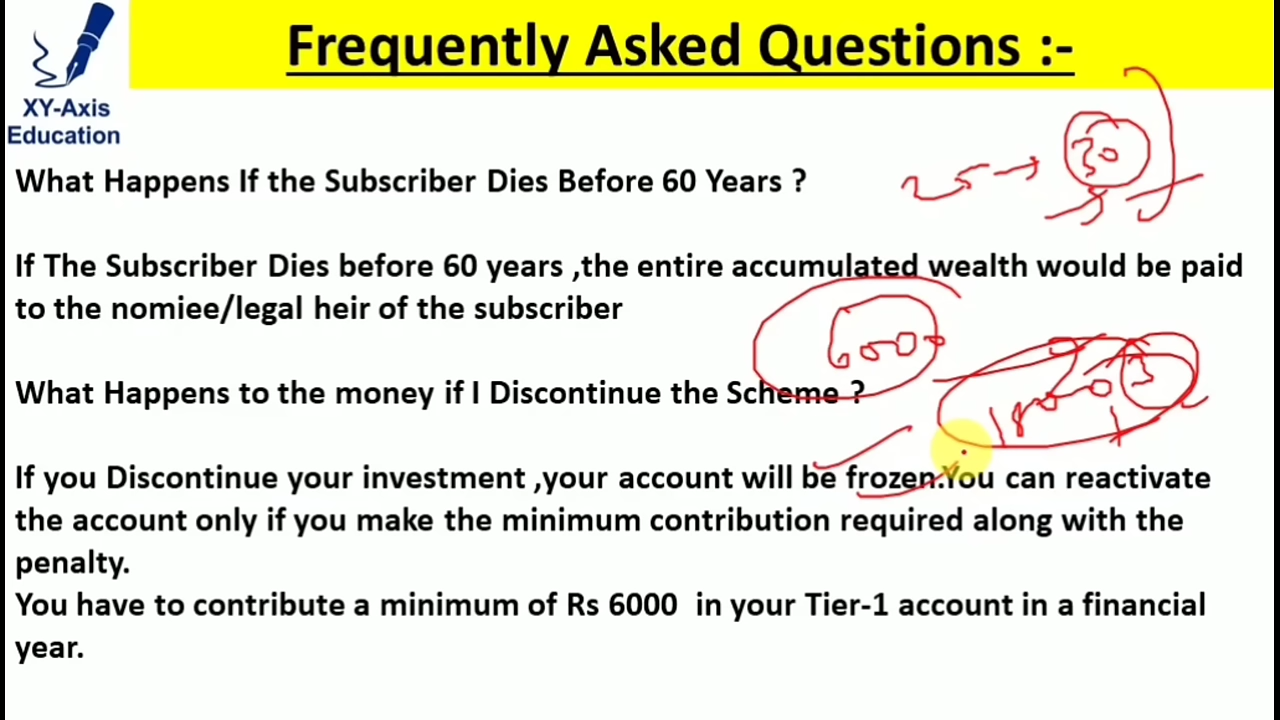 Frequently Asked Questions :-
XY-Axis
Education
What Happens If the Subscriber Dies Before 60 Years ?
25 → 30
5
If The Subscriber Dies before 60 years ,the entire accumulated wealth would be paid
to the nomiee/legal heir of the subscriber
6000
What Happens to the money if I Discontinue the Scheme ?
If you Discontinue your investment ,your account will be frozen.You can reactivate
the account only if you make the minimum contribution required along with the
penalty.
You have to contribute a minimum of Rs 6000  in your Tier-1 account in a financial
year.